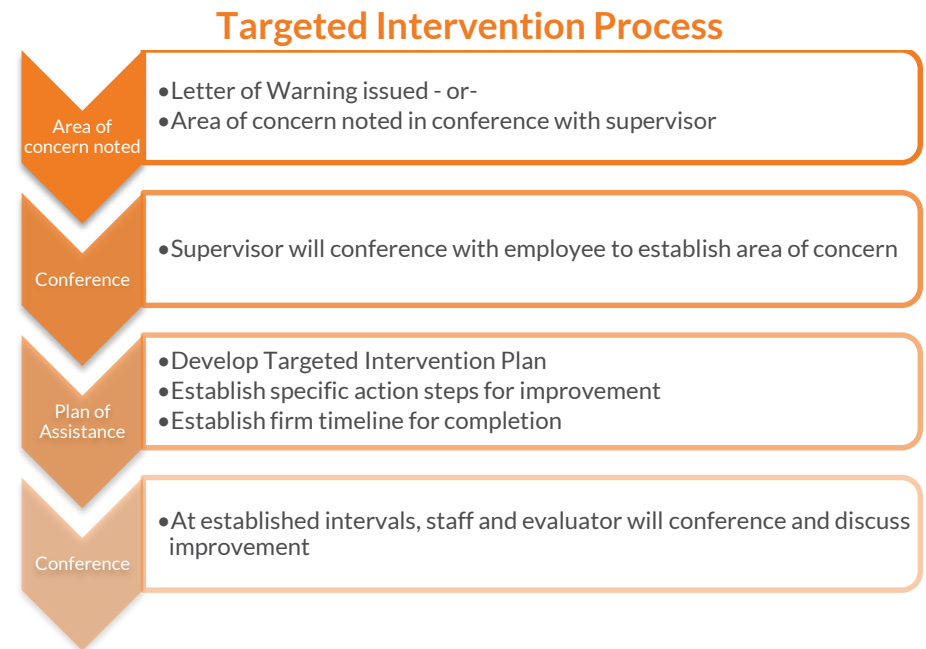 Targeted Intervention Process
Area of
concern noted
•Letter of Warning issued - or-
•Area of concern noted in conference with supervisor
Conference
•Supervisor will conference with employee to establish area of concern
Plan of
Assistance
•Develop Targeted Intervention Plan
•Establish specific action steps for improvement
•Establish firm timeline for completion
Conference
•At established intervals, staff and evaluator will conference and discuss
improvement